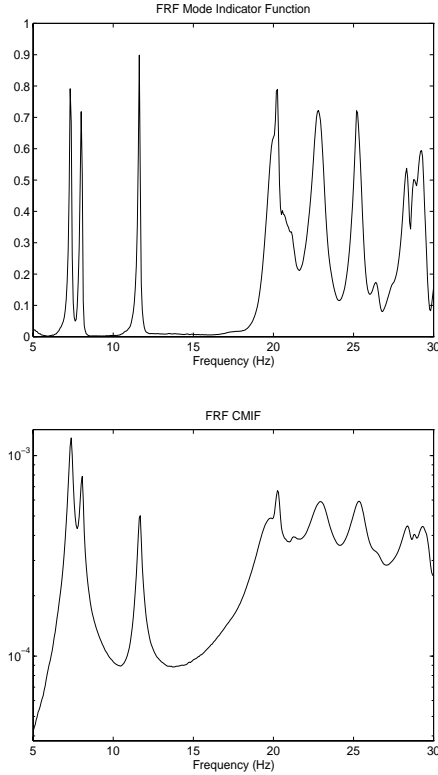 FRF Mode Indicator Function
1
0.9
0.8
0.7
0.6
0.5
0.4
0.3
0.2
0.1
0
5 10 15 20 25 30
Frequency (Hz)
FRF CMIF
10⁻³
10⁻⁴
5 10 15 20 25 30
Frequency (Hz)